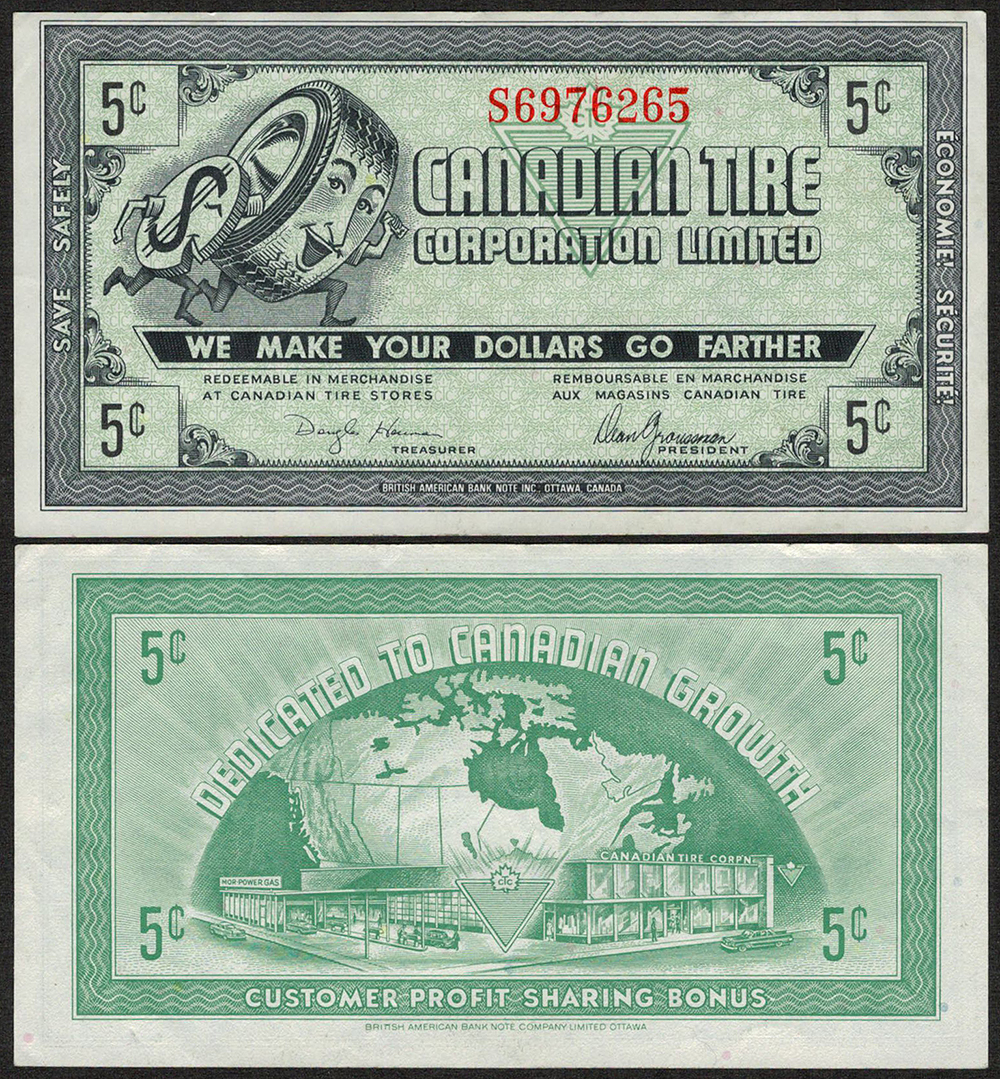 5¢
S6976265
5¢
CANADIAN TIRE
CORPORATION LIMITED
SAVE SAFELY
ÉCONOMIE! SÉCURITÉ!
WE MAKE YOUR DOLLARS GO FARTHER
REDEEMABLE IN MERCHANDISE
AT CANADIAN TIRE STORES
REMBOURSABLE EN MARCHANDISE
AUX MAGASINS CANADIAN TIRE
5¢
5¢
TREASURER
PRESIDENT
BRITISH AMERICAN BANK NOTE INC. OTTAWA, CANADA
5¢
5¢
DEDICATED TO CANADIAN GROWTH
CANADIAN TIRE CORP'N.
MOR-POWER GAS
CTC
5¢
5¢
CUSTOMER PROFIT SHARING BONUS
BRITISH AMERICAN BANK NOTE COMPANY LIMITED OTTAWA